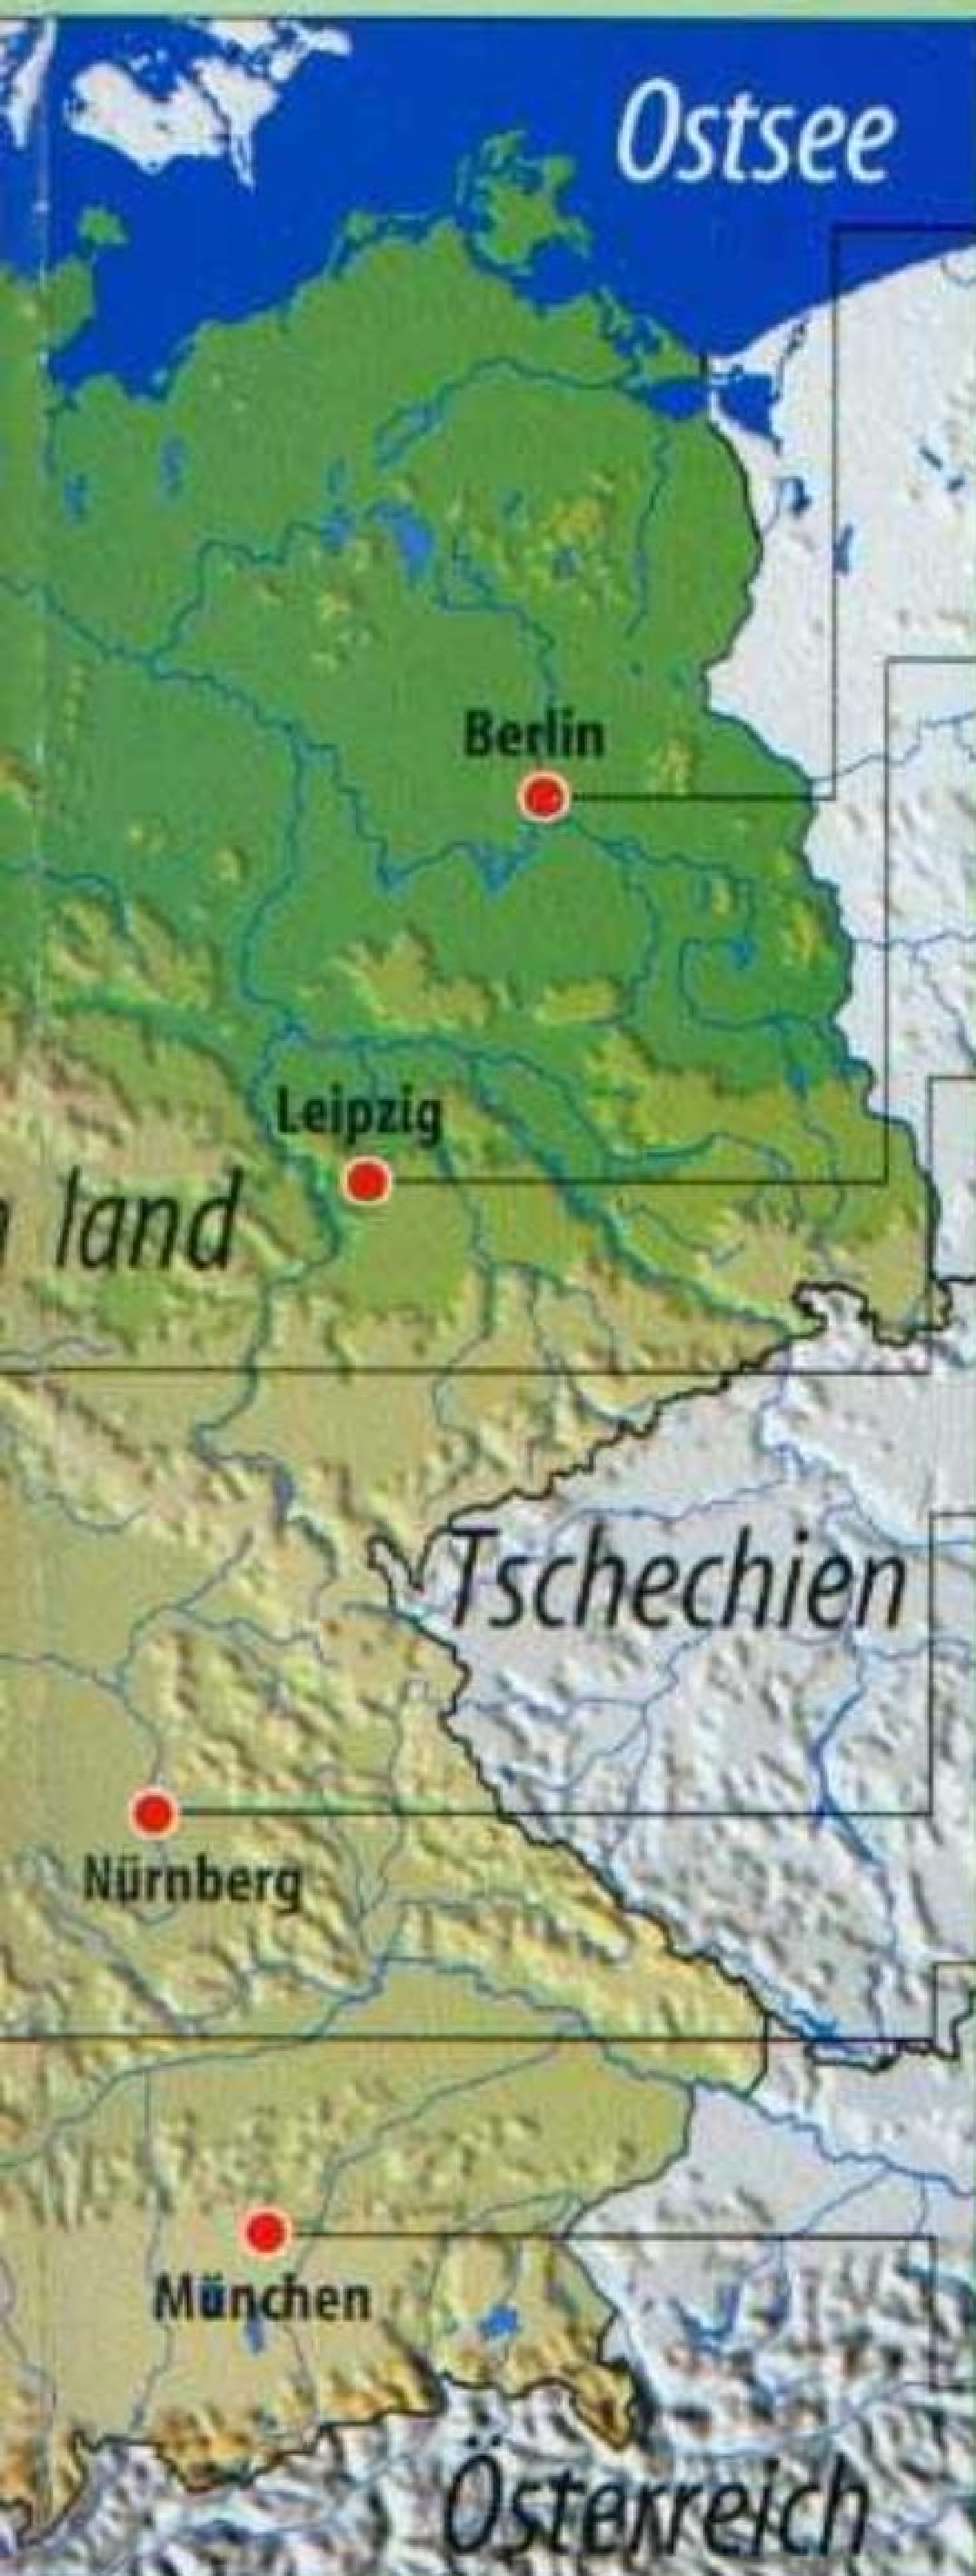 Ostsee
Berlin
Leipzig
land
Tschechien
Nürnberg
München
Österreich